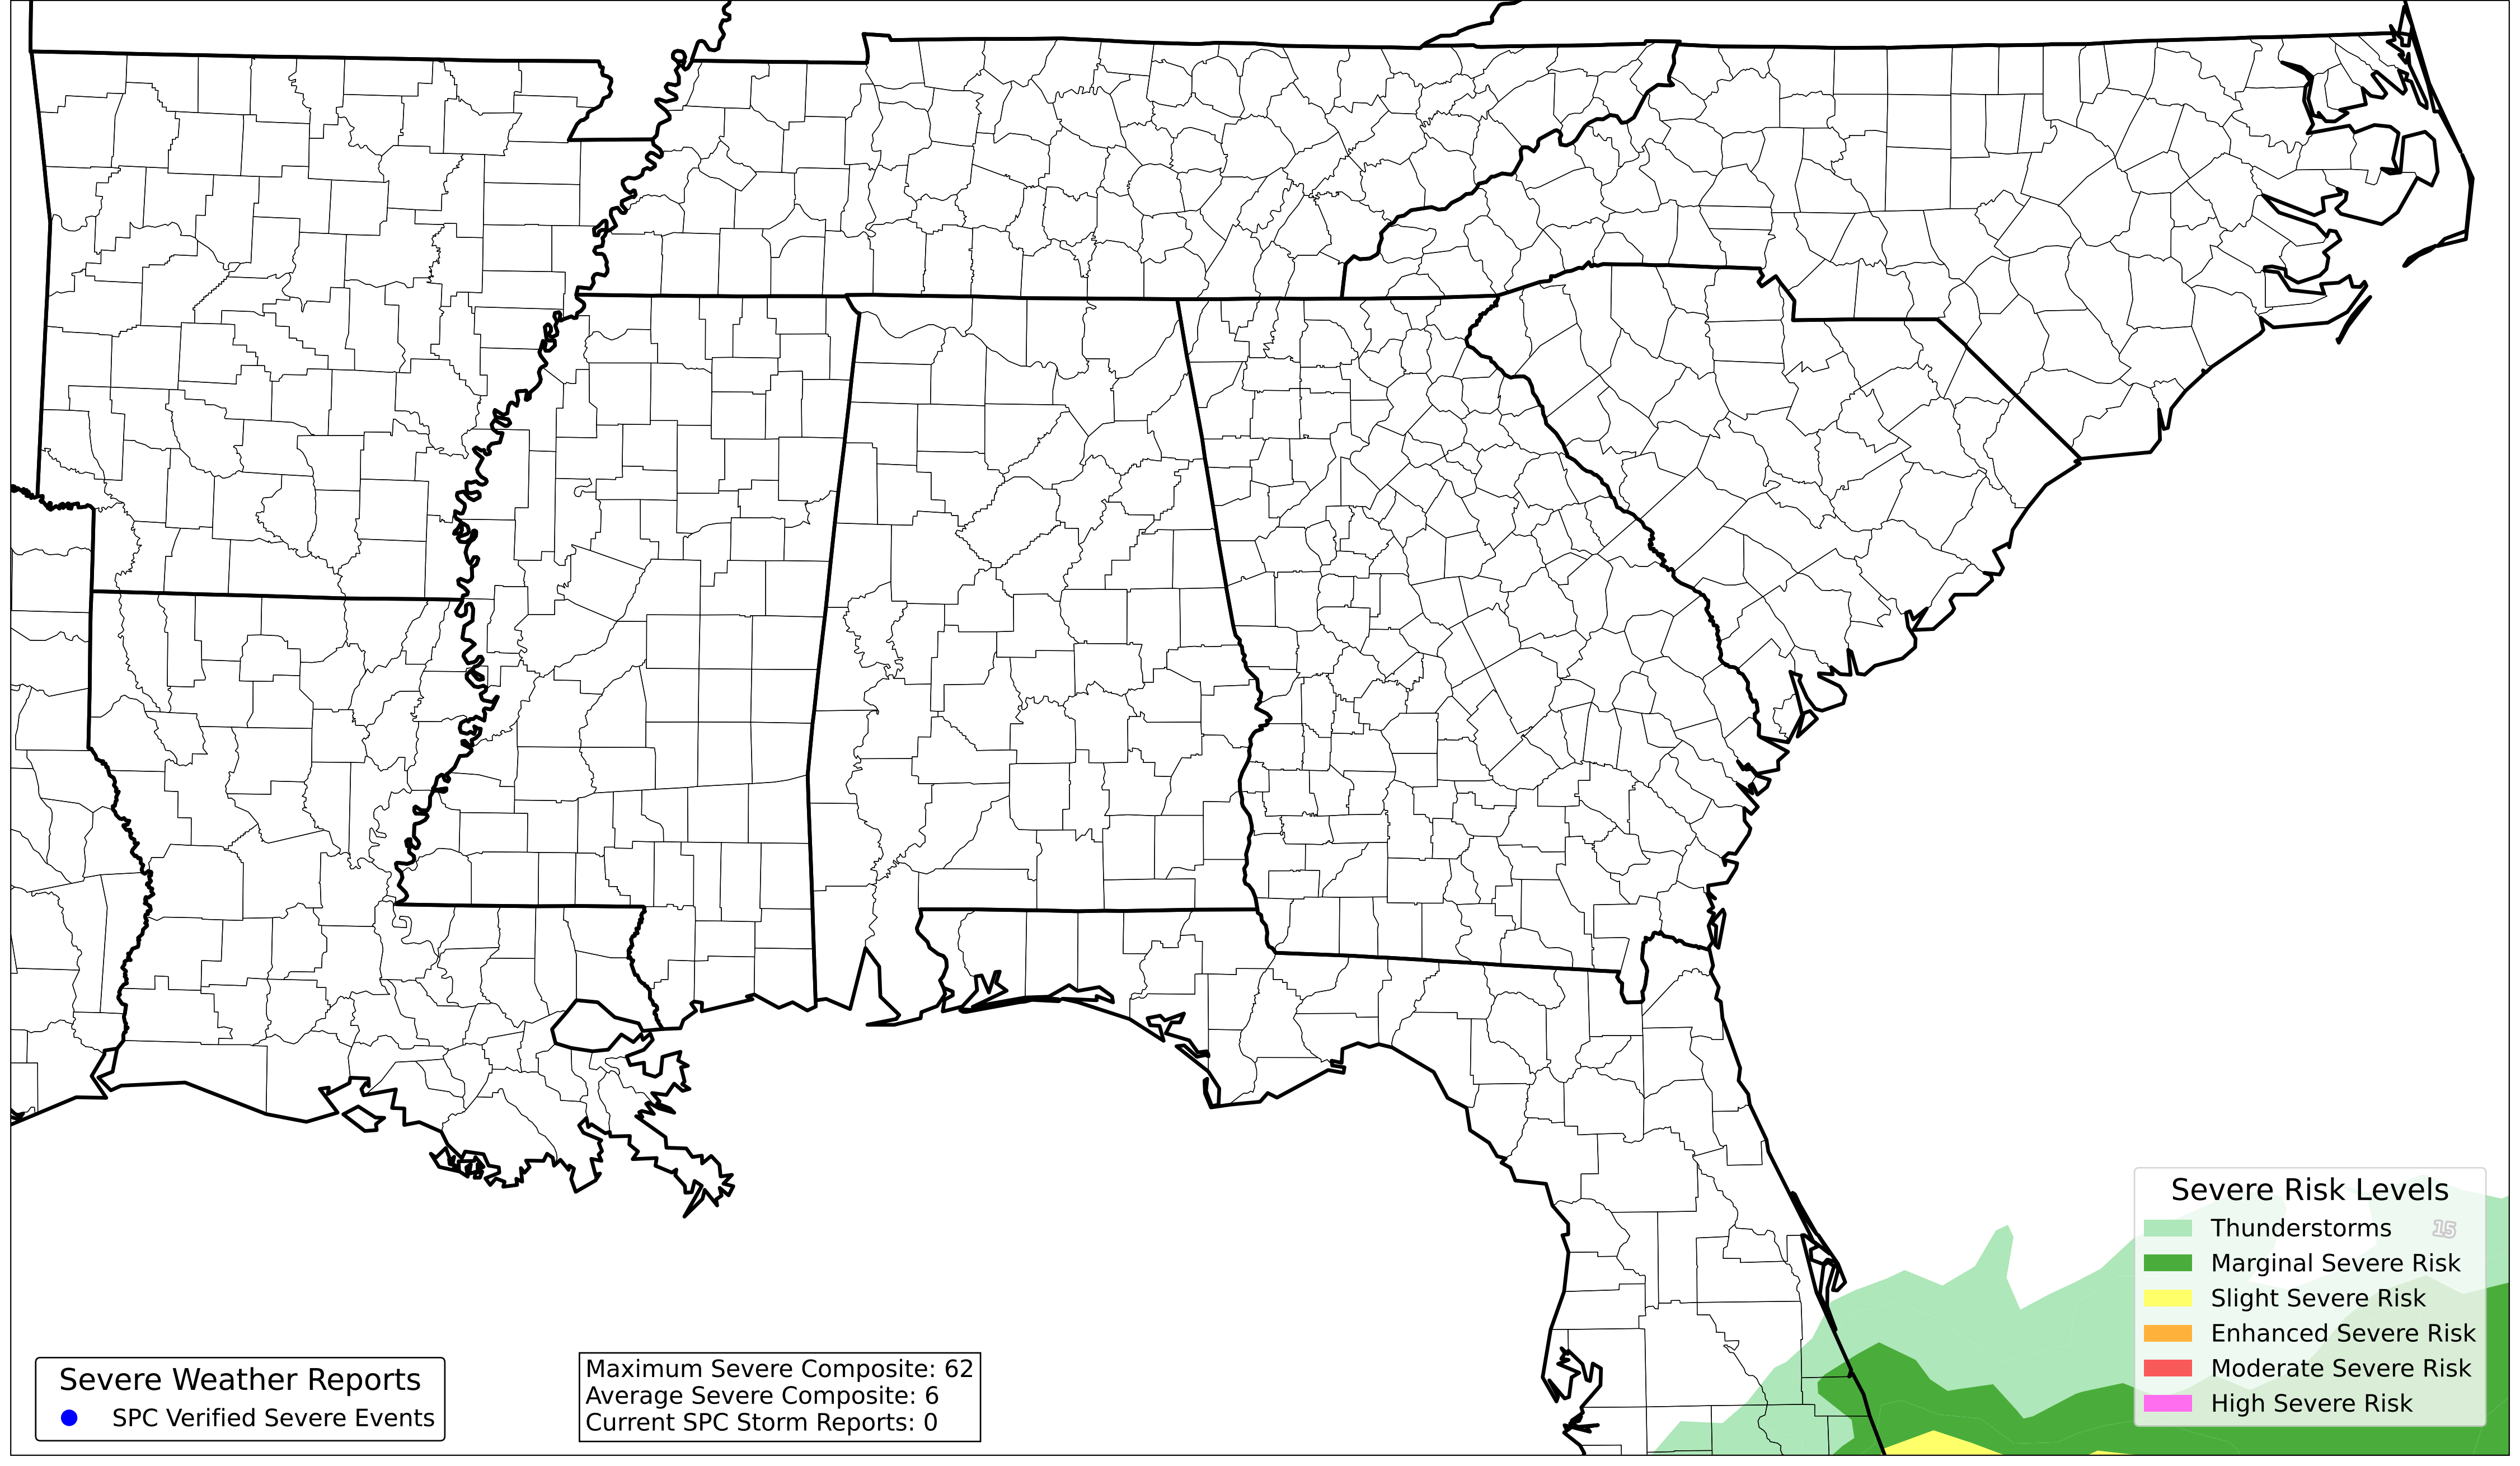 15
Severe Risk Levels
Thunderstorms
Marginal Severe Risk
Slight Severe Risk
Enhanced Severe Risk
Moderate Severe Risk
High Severe Risk
Severe Weather Reports
SPC Verified Severe Events
Maximum Severe Composite: 62
Average Severe Composite: 6
Current SPC Storm Reports: 0